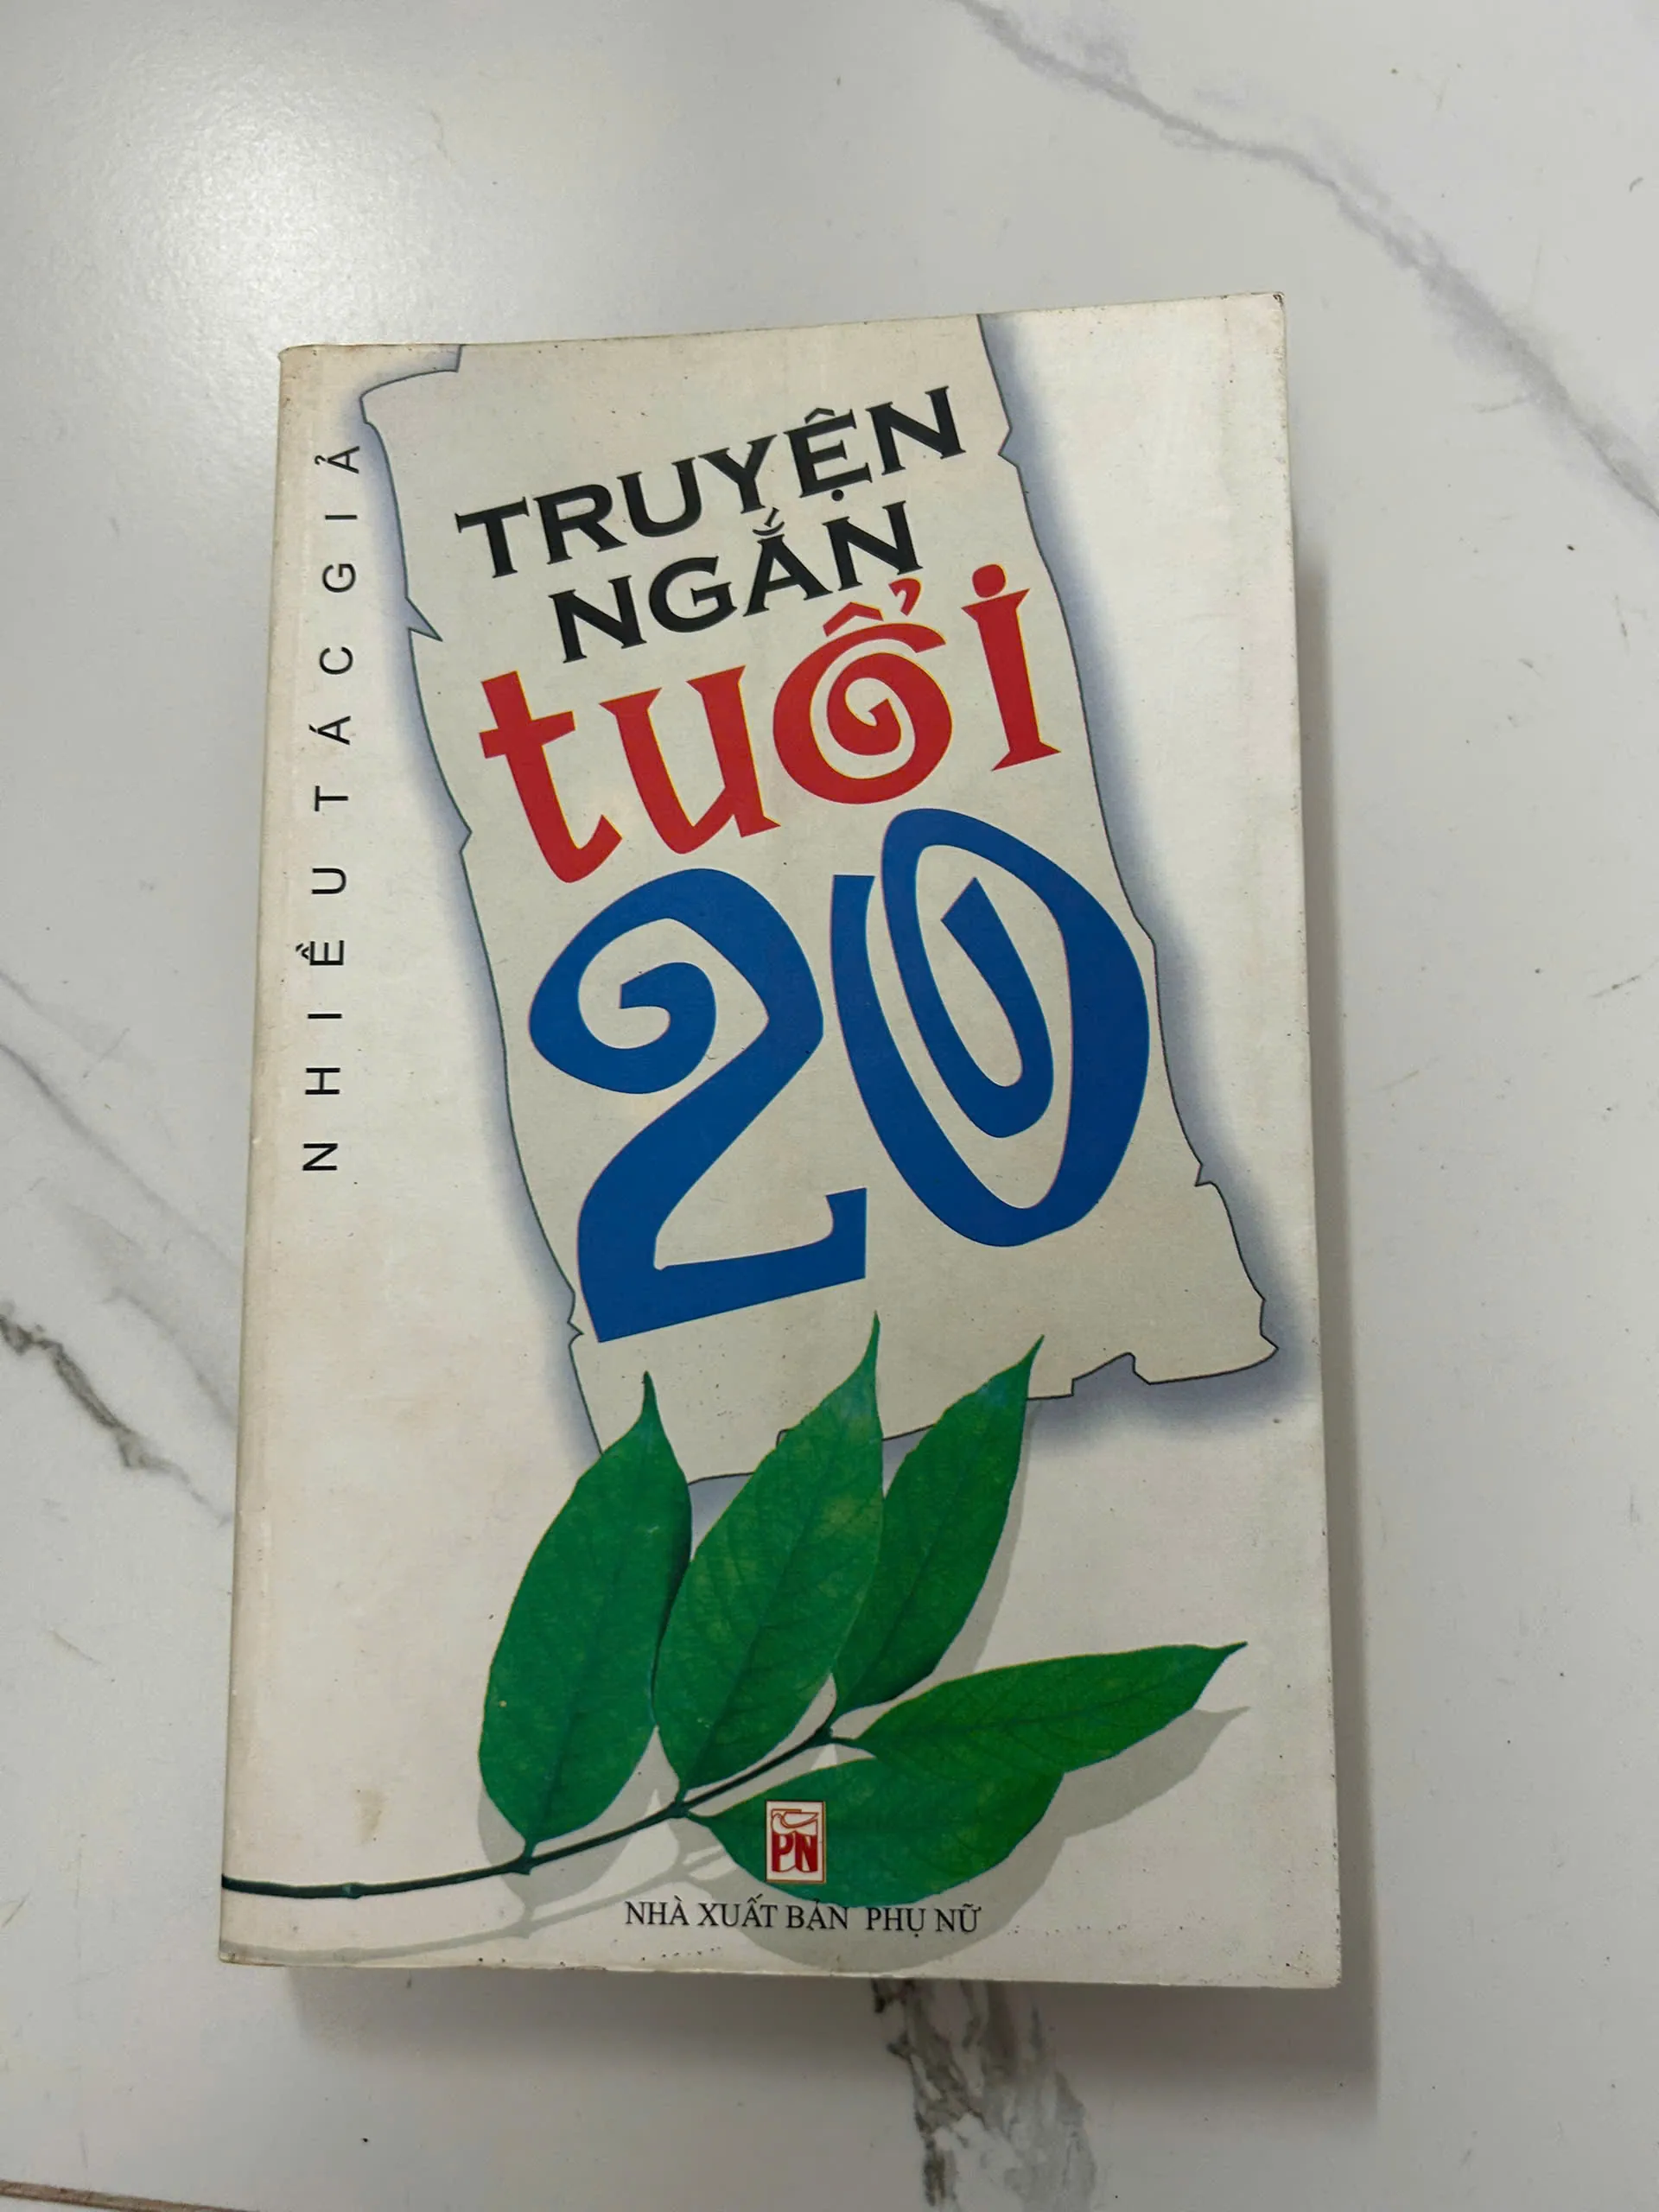 NHIỀU TÁC GIẢ
TRUYỆN
NGẮN
tuổi
20
PN
NHÀ XUẤT BẢN PHỤ NỮ